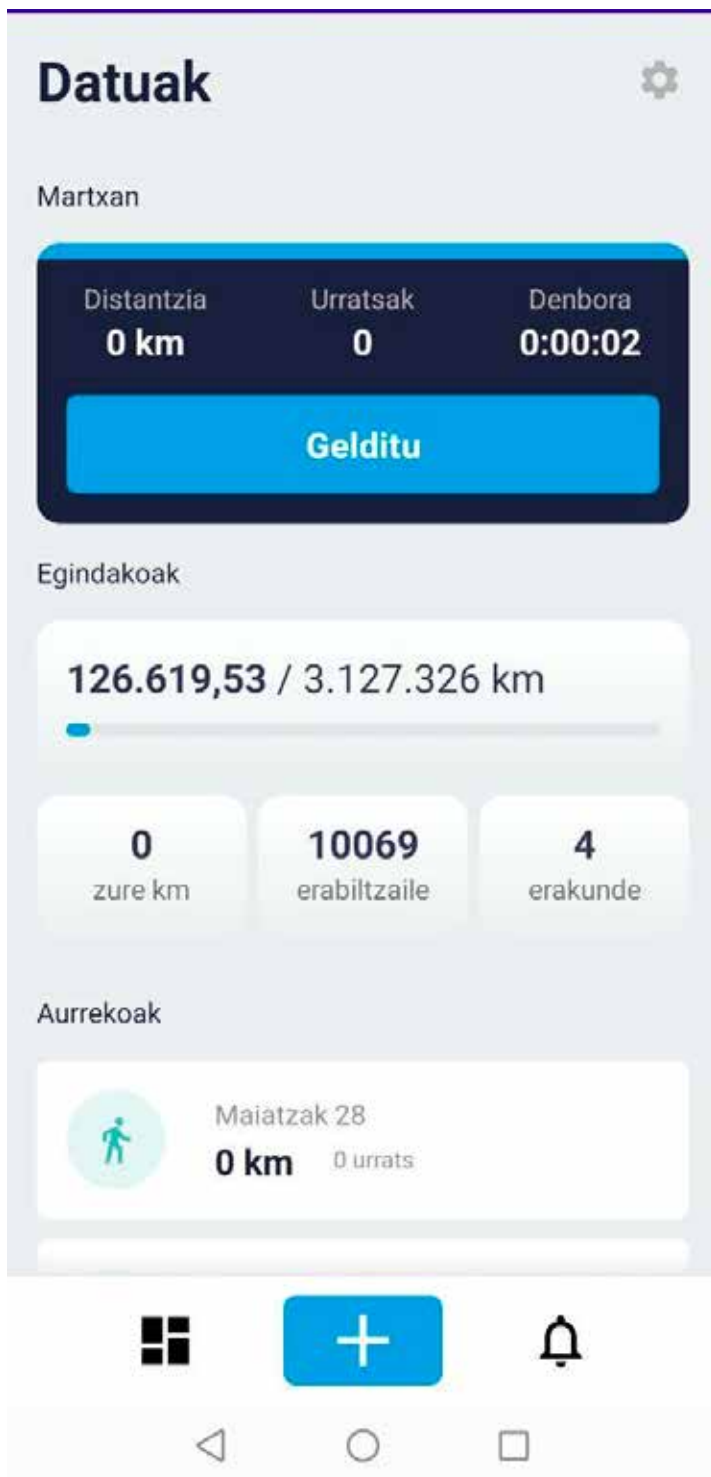 Datuak
Martxan
Distantzia Urratsak Denbora
0 km 0 0:00:02
Gelditu
Egindakoak
126.619,53 / 3.127.326 km
0 10069 4
zure km erabiltzaile erakunde
Aurrekoak
Maiatzak 28
0 km 0 urrats